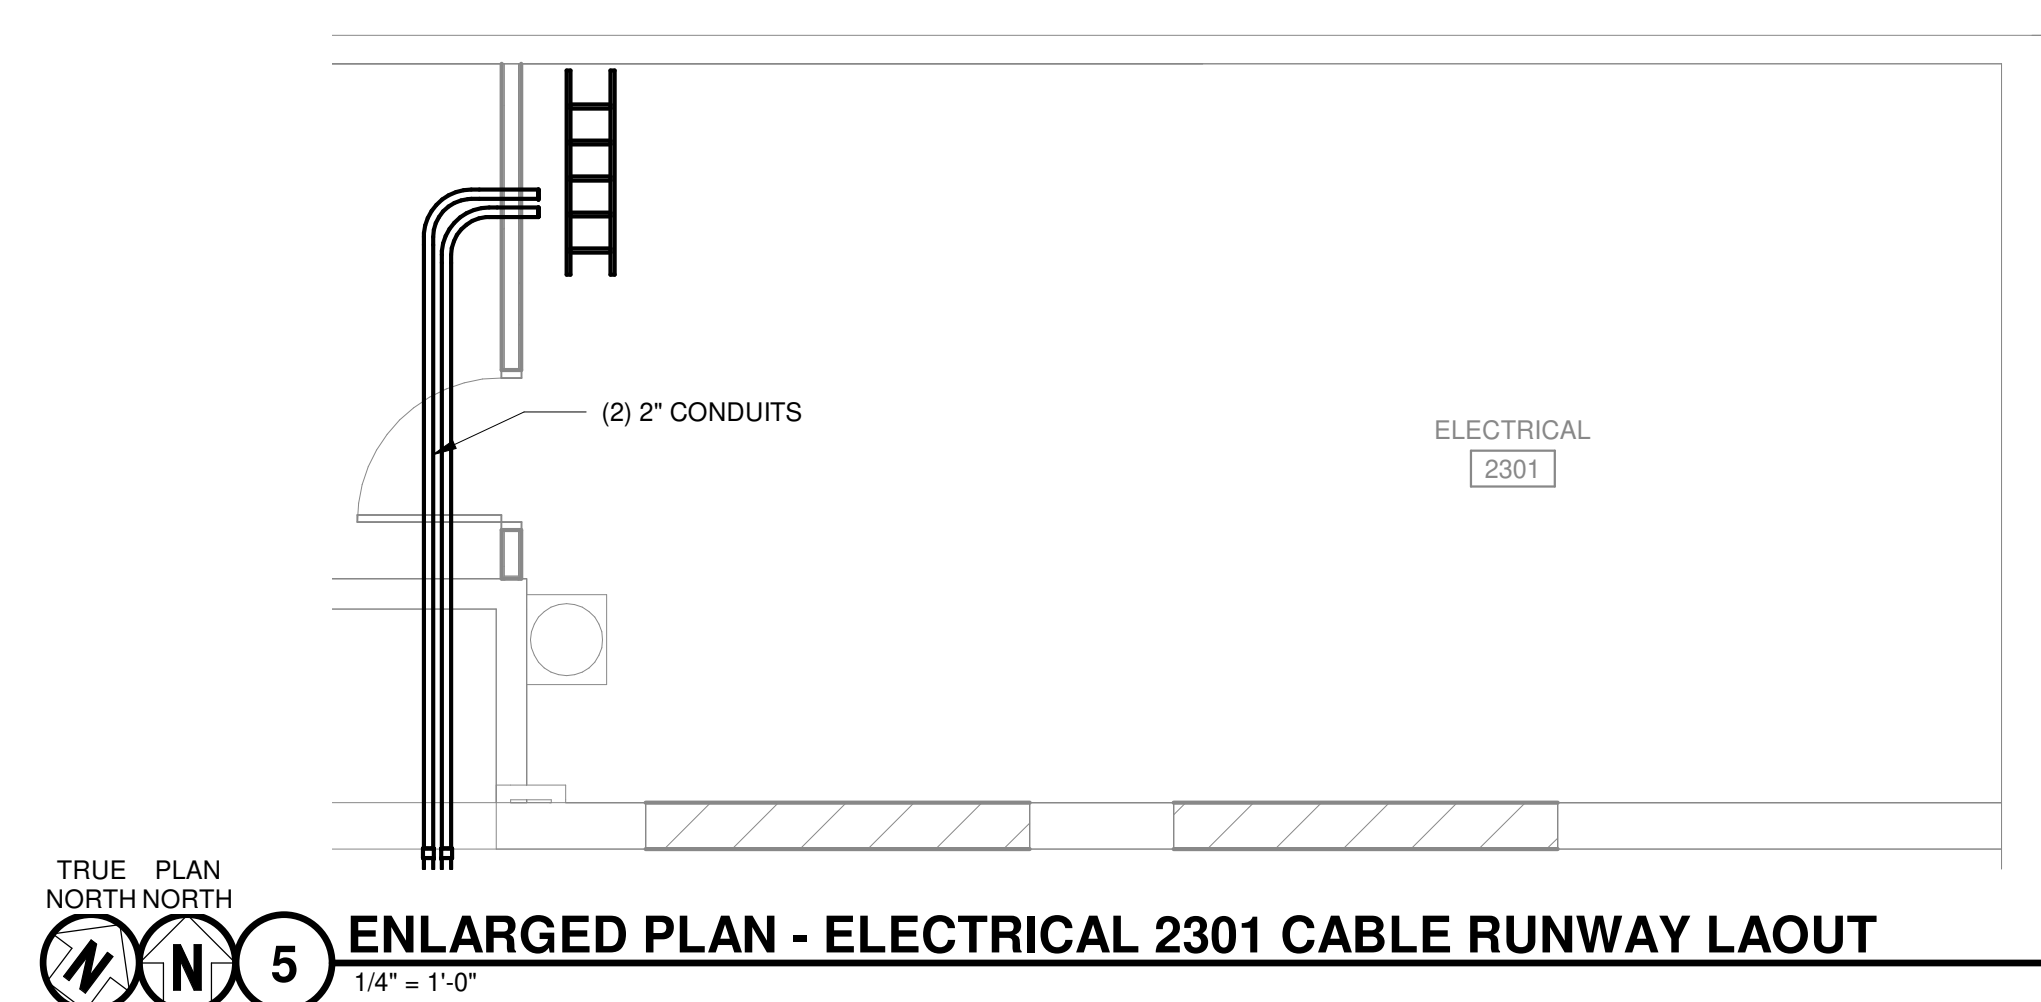 (2) 2" CONDUITS
ELECTRICAL
2301
TRUE PLAN
NORTH NORTH
N N 5 ENLARGED PLAN - ELECTRICAL 2301 CABLE RUNWAY LAOUT
1/4" = 1'-0"